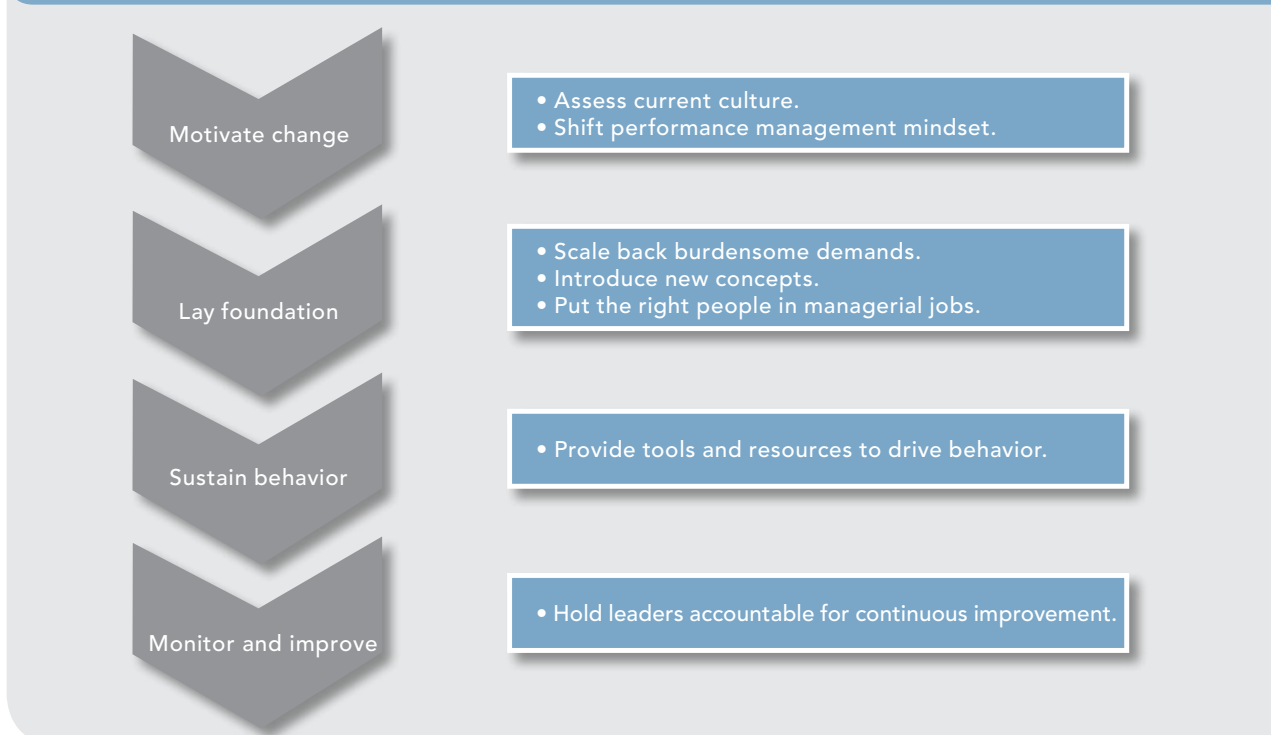 Motivate change
• Assess current culture.
• Shift performance management mindset.
Lay foundation
• Scale back burdensome demands.
• Introduce new concepts.
• Put the right people in managerial jobs.
Sustain behavior
• Provide tools and resources to drive behavior.
Monitor and improve
• Hold leaders accountable for continuous improvement.